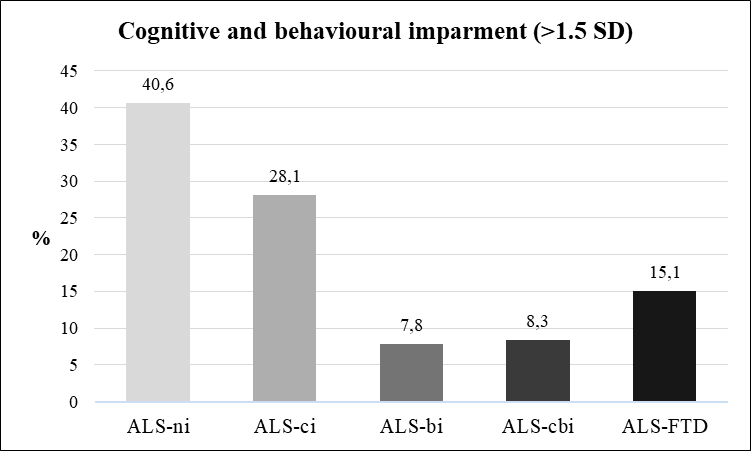 Cognitive and behavioural imparment (>1.5 SD)
45
40
35
30
25
20
15
10
5
0
%
40,6
28,1
7,8
8,3
15,1
ALS-ni
ALS-ci
ALS-bi
ALS-cbi
ALS-FTD